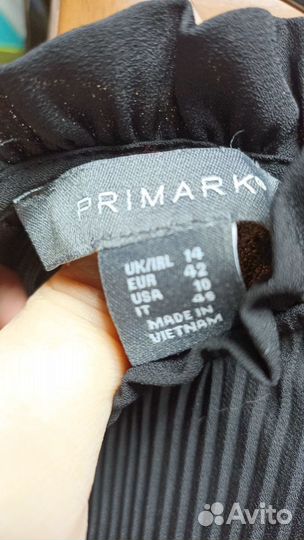 PRIMARK
UK/IRL 14
EUR 42
USA 10
IT 46
MADE IN
VIETNAM
Avito